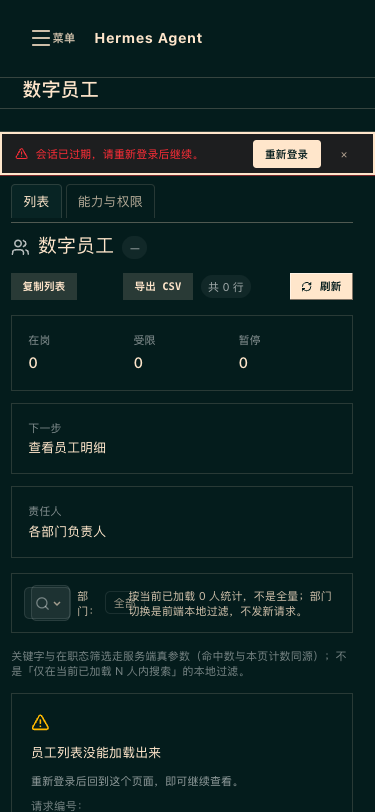 菜单 Hermes Agent
数字员工
会话已过期，请重新登录后继续。 重新登录 ×
列表 能力与权限
数字员工 —
复制列表 导出 CSV 共 0 行 刷新
在岗 受限 暂停
0 0 0
下一步
查看员工明细
责任人
各部门负责人
部门： 全部
按当前已加载 0 人统计，不是全量；部门
切换是前端本地过滤，不发新请求。
关键字与在职态筛选走服务端真参数（命中数与本页计数同源）；不
是「仅在当前已加载 N 人内搜索」的本地过滤。
员工列表没能加载出来
重新登录后回到这个页面，即可继续查看。
请求编号：